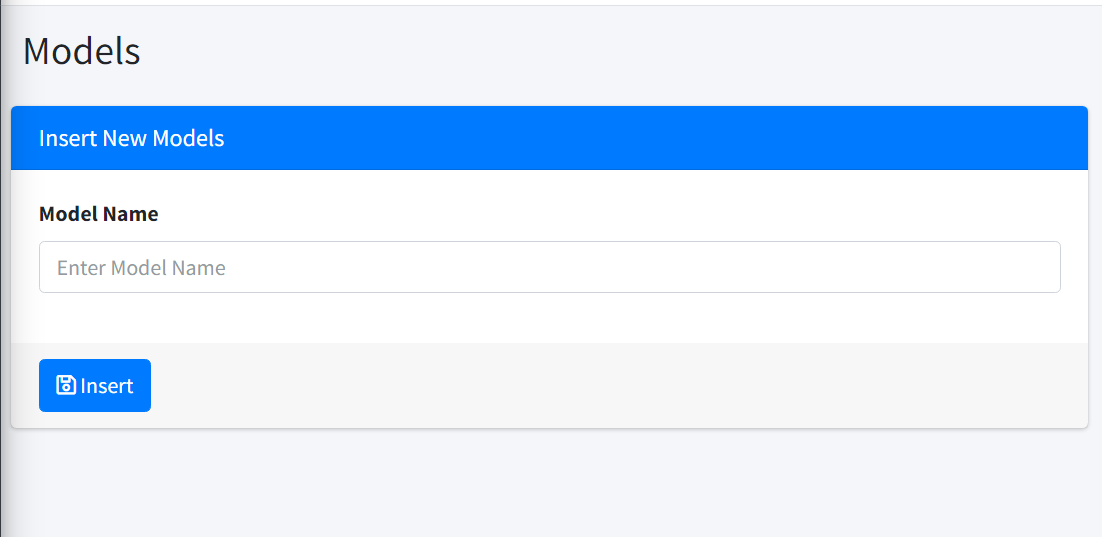 Models
Insert New Models
Model Name
Enter Model Name
Insert